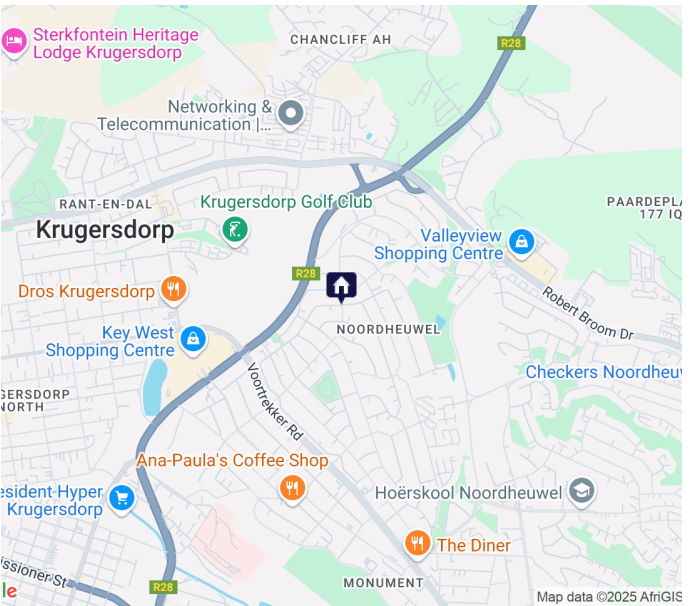 Sterkfontein Heritage
Lodge Krugersdorp
CHANCLIFF AH
R28
Networking &
Telecommunication |...
RANT-EN-DAL
Krugersdorp Golf Club
PAARDEPLA
177 IQ
Krugersdorp
Valleyview
Shopping Centre
R28
Dros Krugersdorp
Robert Broom Dr
Key West
Shopping Centre
NOORDHEUWEL
Checkers Noordheuw
GERSDORP
NORTH
Voortrekker Rd
Ana-Paula's Coffee Shop
esident Hyper
Krugersdorp
Hoërskool Noordheuwel
The Diner
issioner St
R28
MONUMENT
le
Map data ©2025 AfriGIS